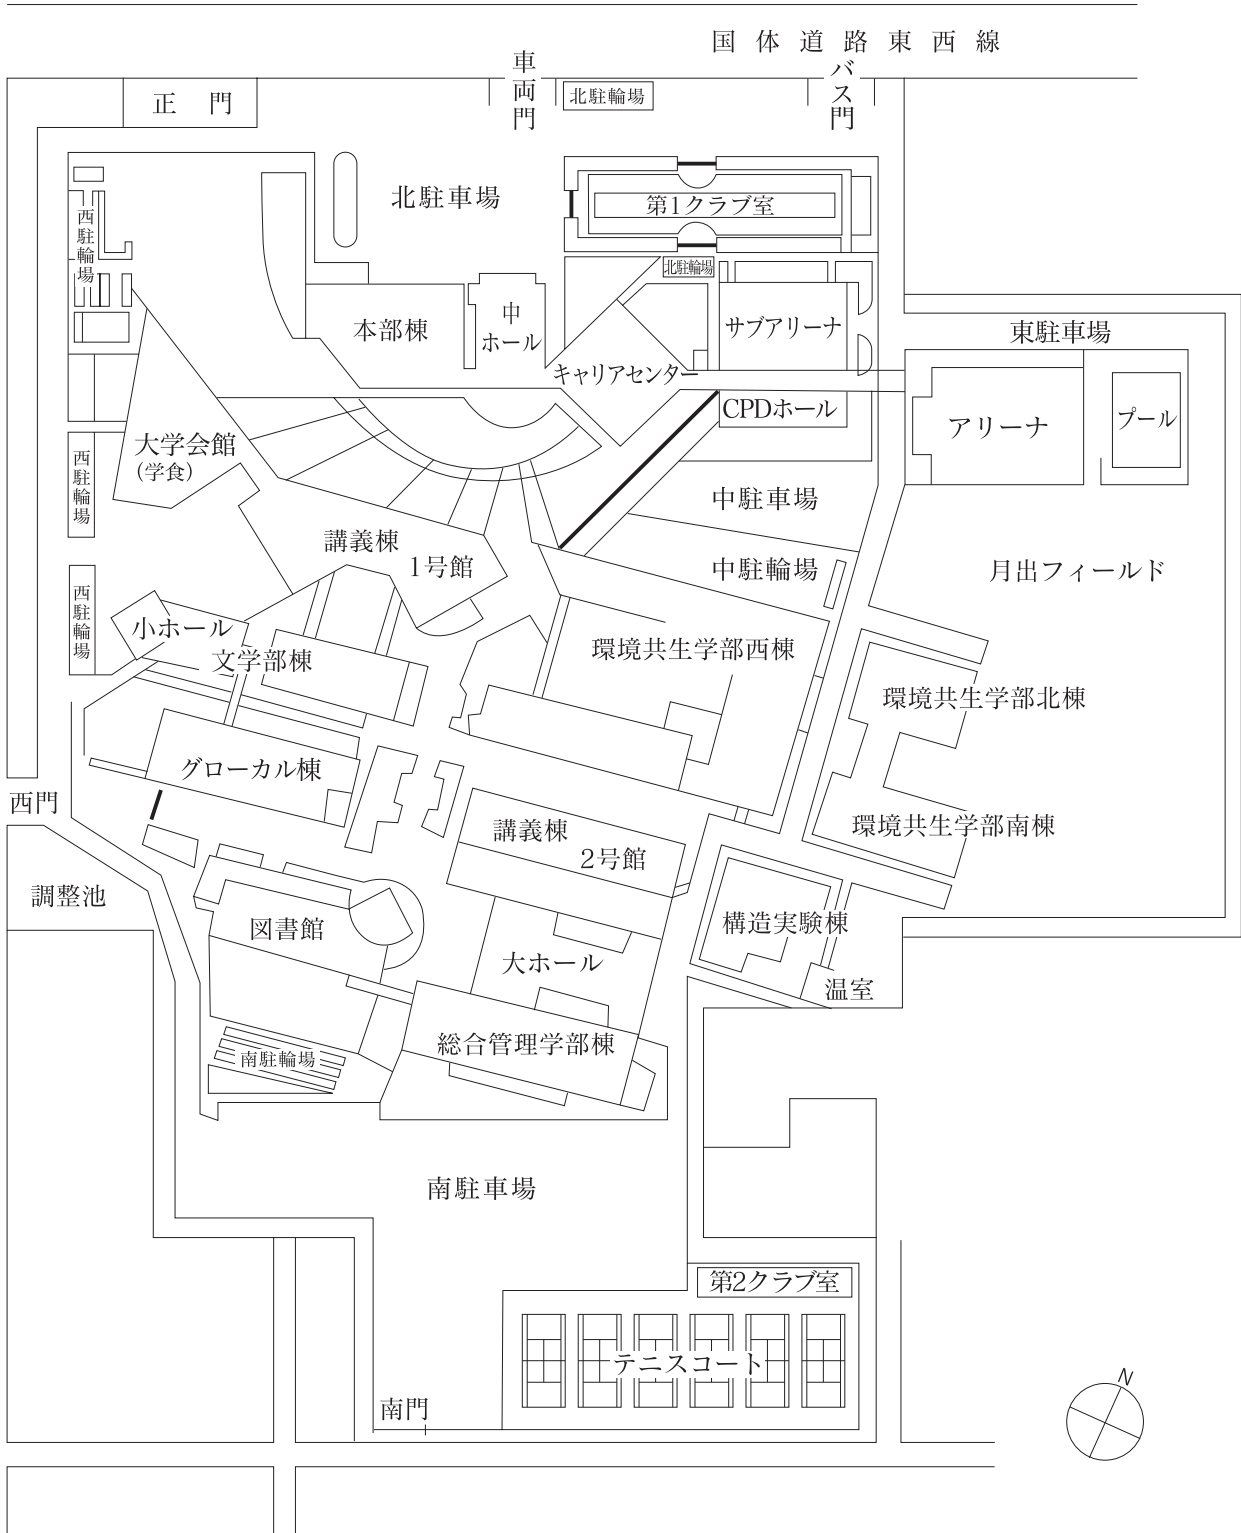 国体道路東西線
正門
車両門
北駐輪場
バス門
西駐輪場
北駐車場
第1クラブ室
北駐輪場
本部棟
中
ホール
サブアリーナ
東駐車場
キャリアセンター
CPDホール
アリーナ
プール
大学会館
(学食)
西駐輪場
中駐車場
講義棟
1号館
中駐輪場
月出フィールド
西駐輪場
小ホール
文学部棟
環境共生学部西棟
環境共生学部北棟
グローカル棟
西門
講義棟
2号館
環境共生学部南棟
調整池
図書館
構造実験棟
大ホール
温室
総合管理学部棟
南駐輪場
南駐車場
第2クラブ室
テニスコート
南門
N